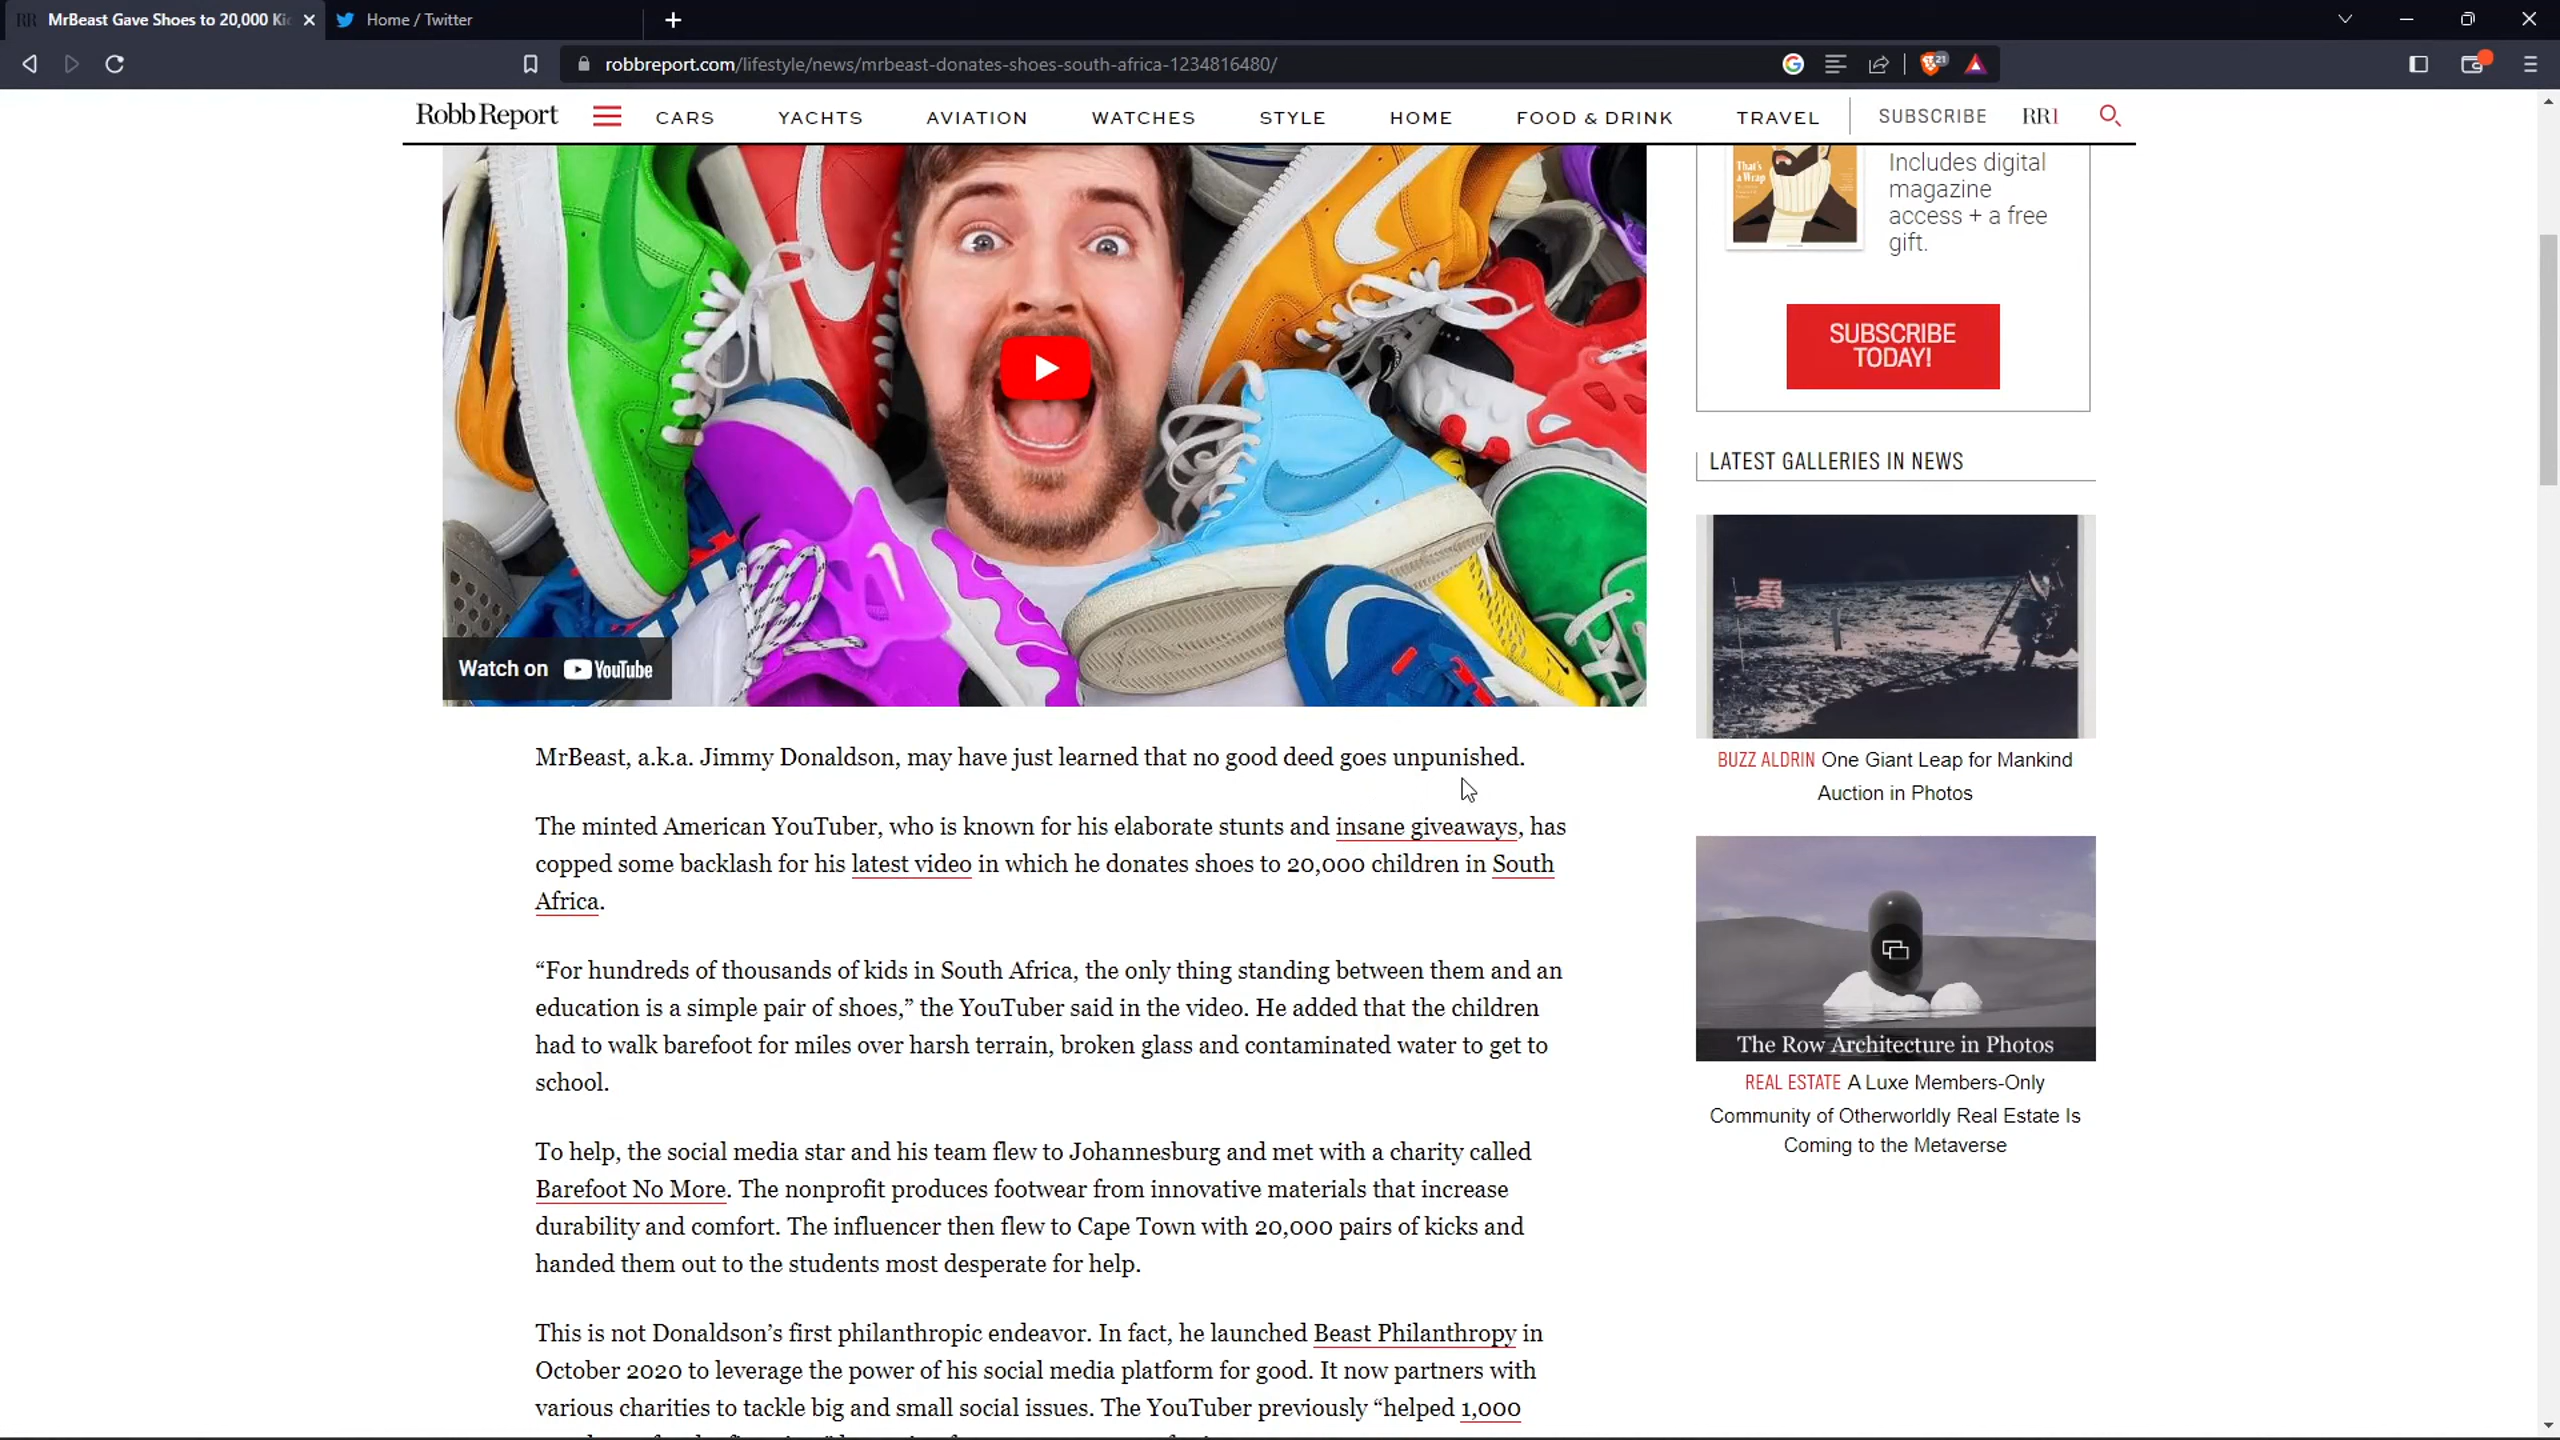 RR MrBeast Gave Shoes to 20,000 Ki
Home / Twitter
robbreport.com/lifestyle/news/mrbeast-donates-shoes-south-africa-1234816480/
21
Robb Report
CARS
YACHTS
AVIATION
WATCHES
STYLE
HOME
FOOD & DRINK
TRAVEL
SUBSCRIBE
RR1
Watch on YouTube
MrBeast, a.k.a. Jimmy Donaldson, may have just learned that no good deed goes unpunished.
The minted American YouTuber, who is known for his elaborate stunts and insane giveaways, has
copped some backlash for his latest video in which he donates shoes to 20,000 children in South
Africa.
“For hundreds of thousands of kids in South Africa, the only thing standing between them and an
education is a simple pair of shoes,” the YouTuber said in the video. He added that the children
had to walk barefoot for miles over harsh terrain, broken glass and contaminated water to get to
school.
To help, the social media star and his team flew to Johannesburg and met with a charity called
Barefoot No More. The nonprofit produces footwear from innovative materials that increase
durability and comfort. The influencer then flew to Cape Town with 20,000 pairs of kicks and
handed them out to the students most desperate for help.
This is not Donaldson’s first philanthropic endeavor. In fact, he launched Beast Philanthropy in
October 2020 to leverage the power of his social media platform for good. It now partners with
various charities to tackle big and small social issues. The YouTuber previously “helped 1,000
That's
a Wrap
Includes digital
magazine
access + a free
gift.
SUBSCRIBE
TODAY!
LATEST GALLERIES IN NEWS
BUZZ ALDRIN One Giant Leap for Mankind
Auction in Photos
The Row Architecture in Photos
REAL ESTATE A Luxe Members-Only
Community of Otherworldly Real Estate Is
Coming to the Metaverse